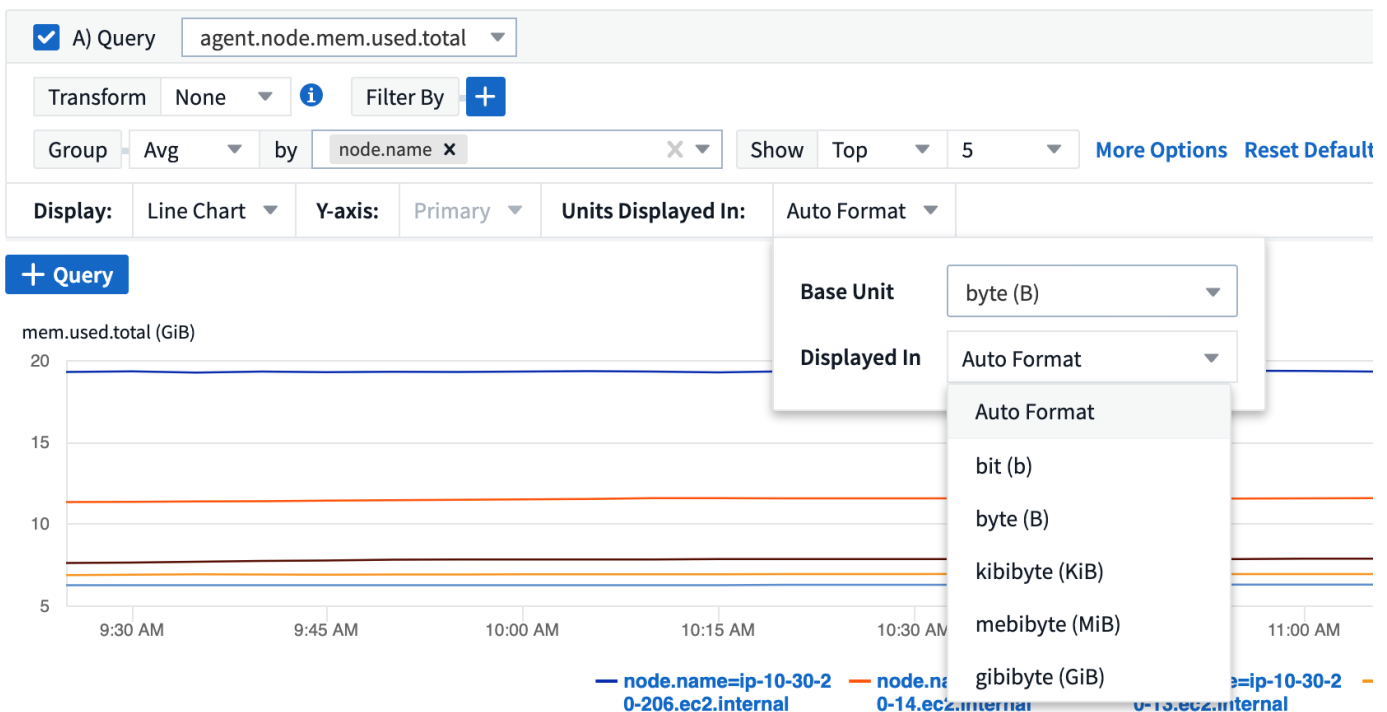 A) Query agent.node.mem.used.total
Transform None i Filter By +
Group Avg by node.name × × Show Top 5 More Options Reset Default
Display: Line Chart Y-axis: Primary Units Displayed In: Auto Format
+ Query
Base Unit byte (B)
Displayed In Auto Format
Auto Format
bit (b)
byte (B)
kibibyte (KiB)
mebibyte (MiB)
gibibyte (GiB)
mem.used.total (GiB)
20
15
10
5
9:30 AM 9:45 AM 10:00 AM 10:15 AM 10:30 AM 11:00 AM
node.name=ip-10-30-2
0-206.ec2.internal
node.na
0-14.ec2.internal
e=ip-10-30-2
0-13.ec2.internal